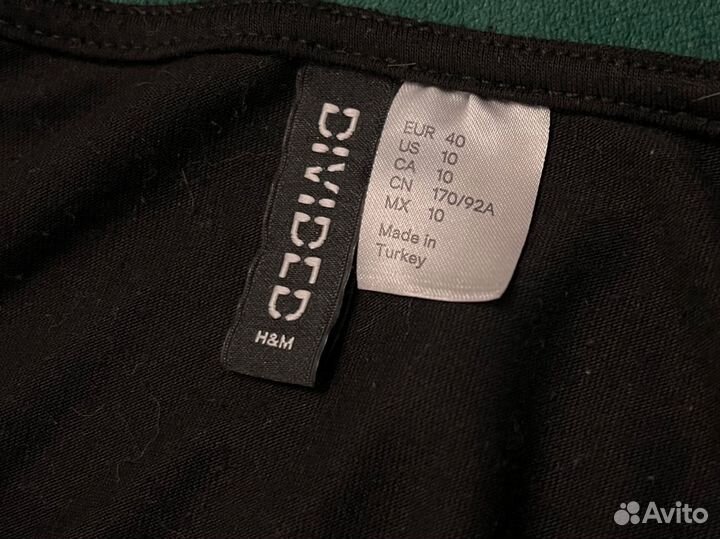 DIVIDED
H&M
EUR 40
US 10
CA 10
CN 170/92A
MX 10
Made in
Turkey
Avito